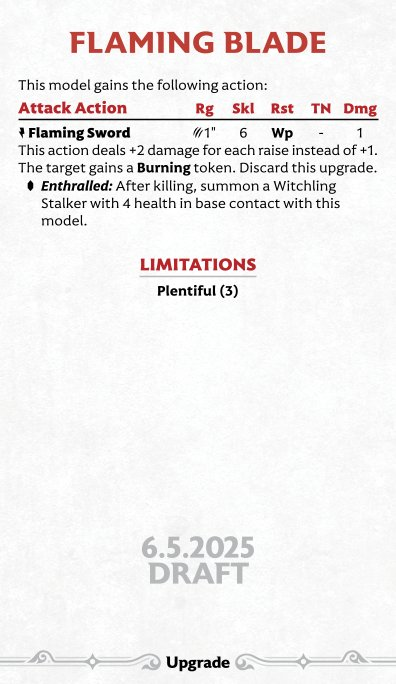 FLAMING BLADE
This model gains the following action:
Attack Action Rg Skl Rst TN Dmg
Flaming Sword 1" 6 Wp - 1
This action deals +2 damage for each raise instead of +1.
The target gains a Burning token. Discard this upgrade.
Enthralled: After killing, summon a Witchling
Stalker with 4 health in base contact with this
model.
LIMITATIONS
Plentiful (3)
6.5.2025
DRAFT
Upgrade